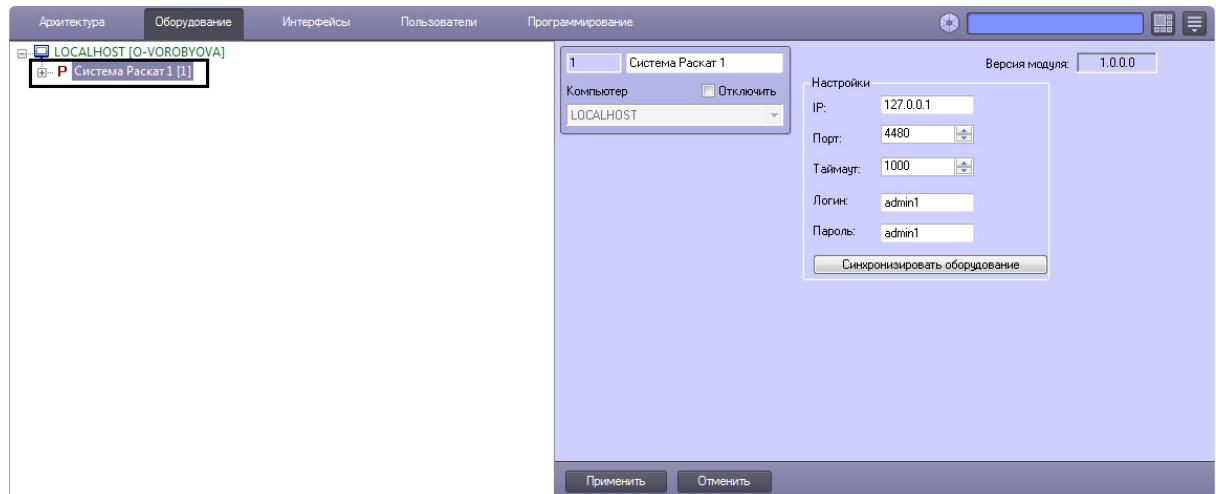 Архитектура Оборудование Интерфейсы Пользователи Программирование
LOCALHOST [O-VOROBYOVA]
Р Система Раскат 1 [1]
1 Система Раскат 1
Компьютер Отключить
LOCALHOST
Версия модуля: 1.0.0.0
Настройки
IP: 127.0.0.1
Порт: 4480
Таймаут: 1000
Логин: admin1
Пароль: admin1
Синхронизировать оборудование
Применить Отменить